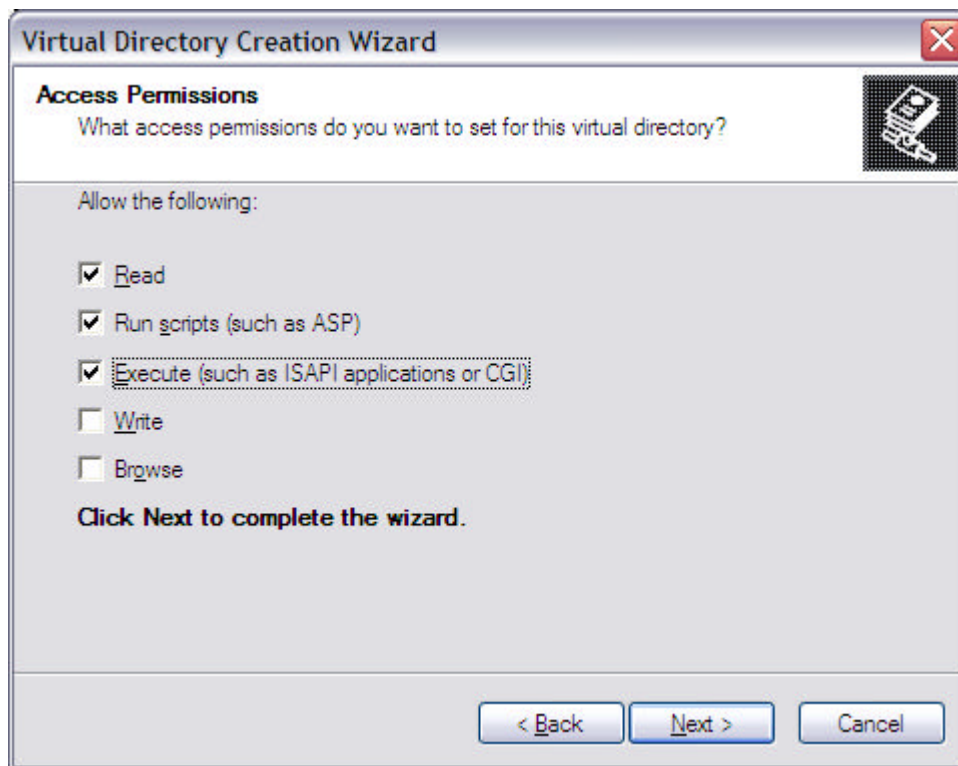 Virtual Directory Creation Wizard
Access Permissions
What access permissions do you want to set for this virtual directory?
Allow the following:
Read
Run scripts (such as ASP)
Execute (such as ISAPI applications or CGI)
Write
Browse
Click Next to complete the wizard.
< Back Next > Cancel